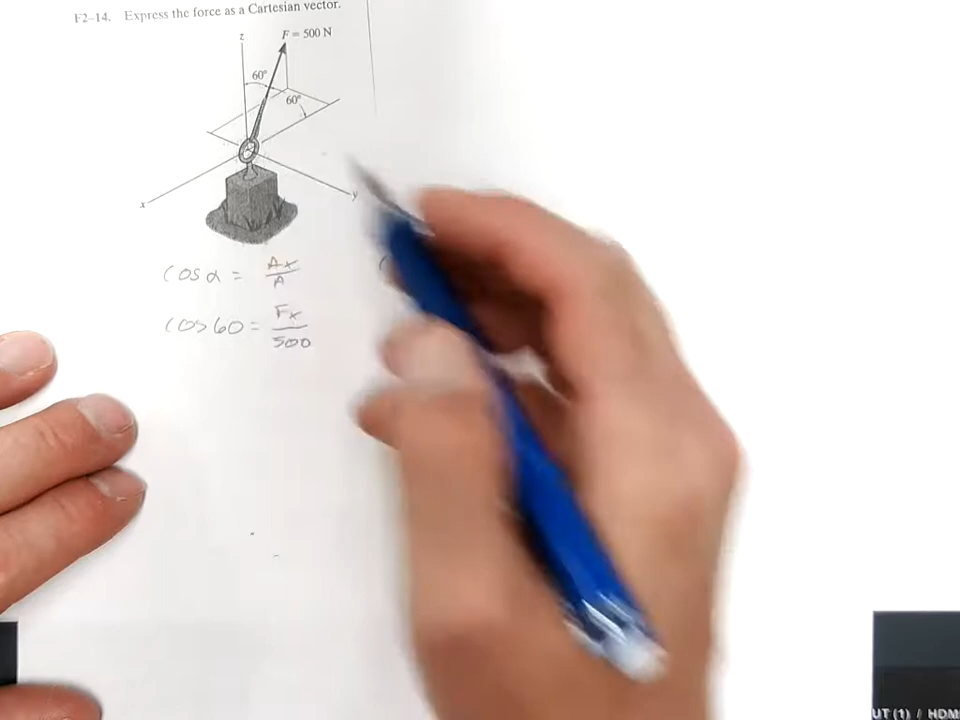 F2–14. Express the force as a Cartesian vector.
z
F = 500 N
60°
60°
x
y
cos α = Ax / A
cos 60 = Fx / 500
UT (1) / HDM